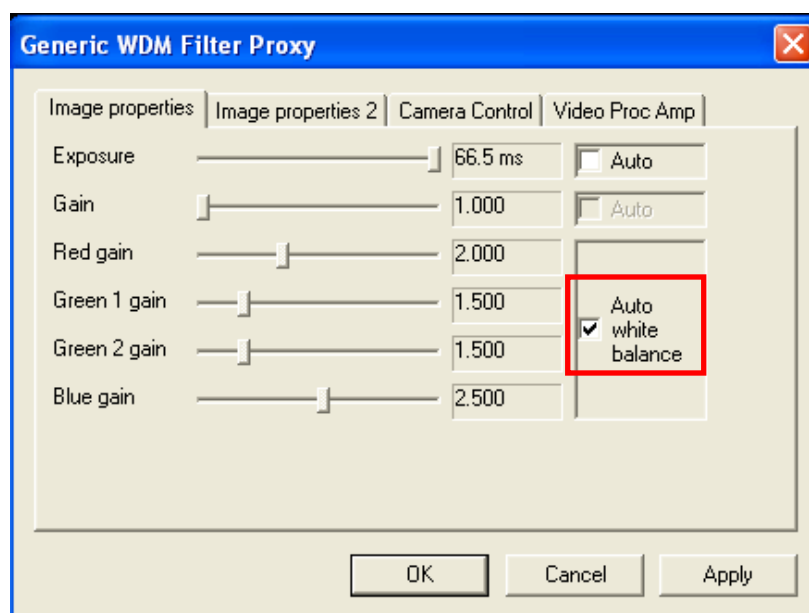 Generic WDM Filter Proxy
Image properties Image properties 2 Camera Control Video Proc Amp
Exposure 66.5 ms Auto
Gain 1.000 Auto
Red gain 2.000
Green 1 gain 1.500 Auto
white
balance
Green 2 gain 1.500
Blue gain 2.500
OK Cancel Apply